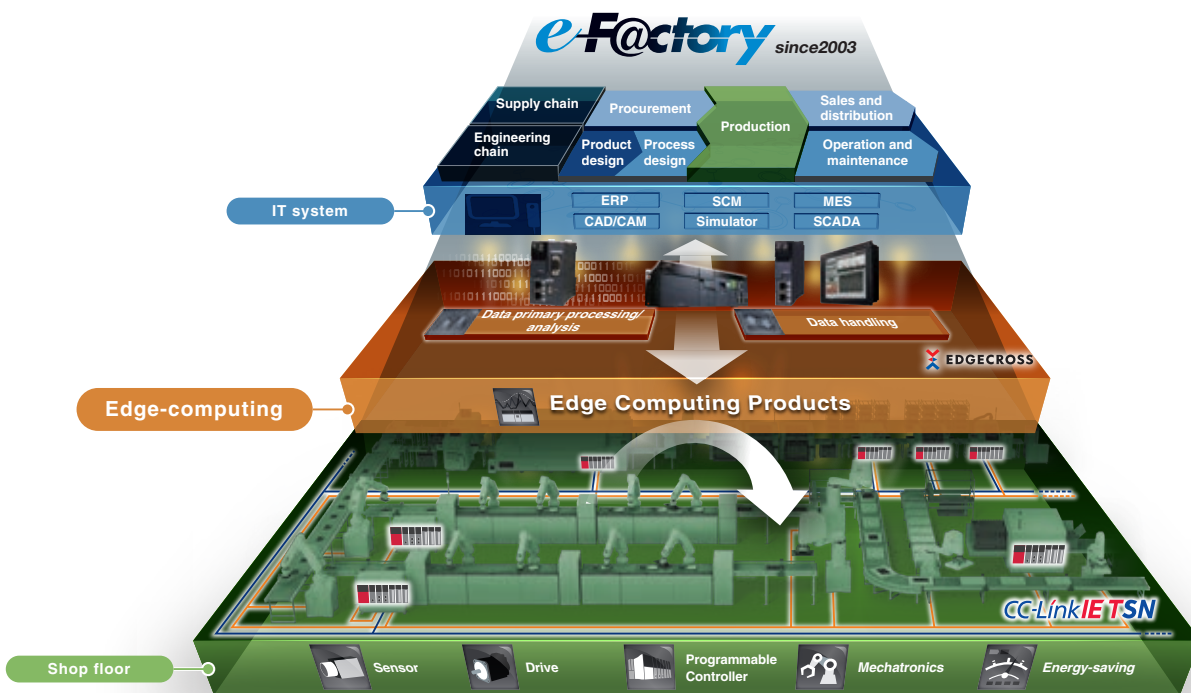 e-F@ctory since2003
Supply chain
Procurement
Production
Sales and
distribution
Engineering
chain
Product
design
Process
design
Operation and
maintenance
IT system
ERP
SCM
MES
CAD/CAM
Simulator
SCADA
Data primary processing/
analysis
Data handling
EDGECROSS
Edge-computing
Edge Computing Products
CC-Link IE TSN
Shop floor
Sensor
Drive
Programmable
Controller
Mechatronics
Energy-saving